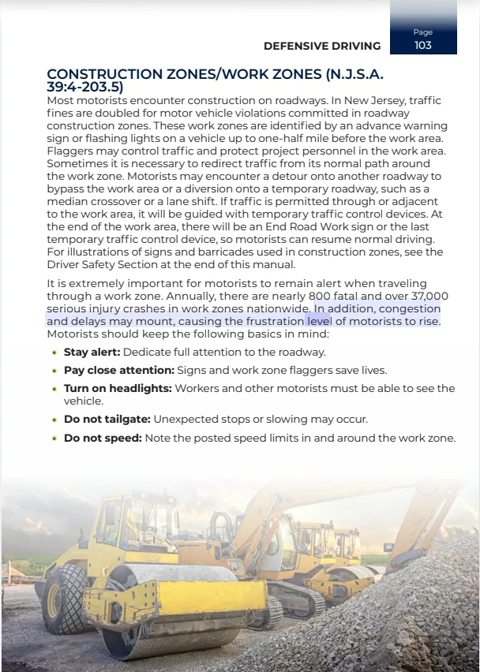 DEFENSIVE DRIVING
Page
103
CONSTRUCTION ZONES/WORK ZONES (N.J.S.A.
39:4-203.5)
Most motorists encounter construction on roadways. In New Jersey, traffic
fines are doubled for motor vehicle violations committed in roadway
construction zones. These work zones are identified by an advance warning
sign or flashing lights on a vehicle up to one-half mile before the work area.
Flaggers may control traffic and protect project personnel in the work area.
Sometimes it is necessary to redirect traffic from its normal path around
the work zone. Motorists may encounter a detour onto another roadway to
bypass the work area or a diversion onto a temporary roadway, such as a
median crossover or a lane shift. If traffic is permitted through or adjacent
to the work area, it will be guided with temporary traffic control devices. At
the end of the work area, there will be an End Road Work sign or the last
temporary traffic control device, so motorists can resume normal driving.
For illustrations of signs and barricades used in construction zones, see the
Driver Safety Section at the end of this manual.
It is extremely important for motorists to remain alert when traveling
through a work zone. Annually, there are nearly 800 fatal and over 37,000
serious injury crashes in work zones nationwide. In addition, congestion
and delays may mount, causing the frustration level of motorists to rise.
Motorists should keep the following basics in mind:
• Stay alert: Dedicate full attention to the roadway.
• Pay close attention: Signs and work zone flaggers save lives.
• Turn on headlights: Workers and other motorists must be able to see the
vehicle.
• Do not tailgate: Unexpected stops or slowing may occur.
• Do not speed: Note the posted speed limits in and around the work zone.